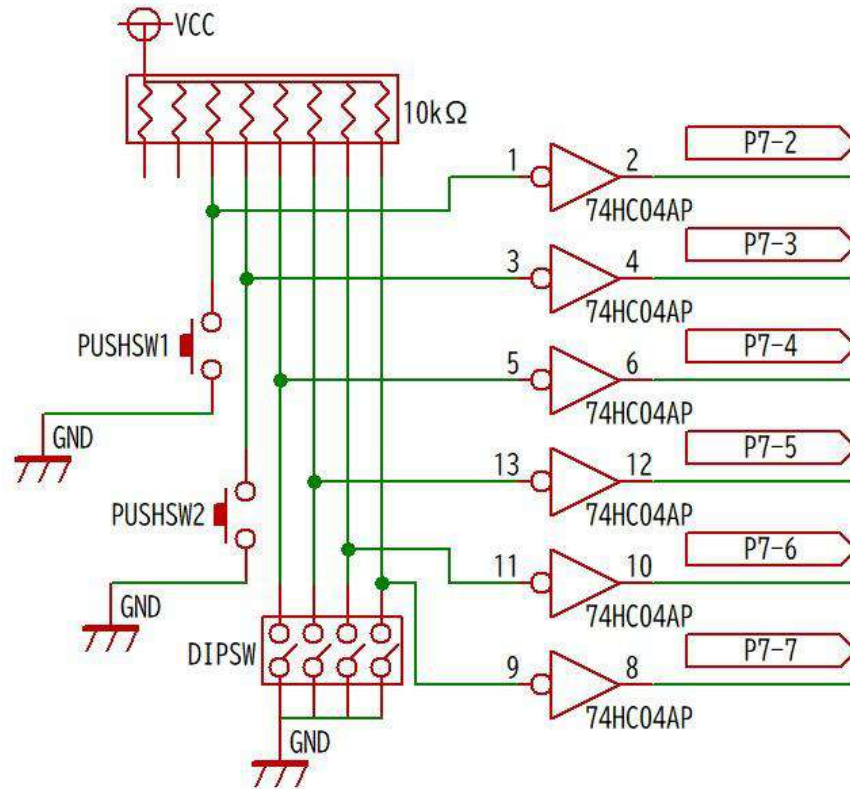 VCC
10kΩ
1
2
P7-2
74HC04AP
3
4
P7-3
74HC04AP
PUSHSW1
5
6
P7-4
74HC04AP
GND
13
12
P7-5
74HC04AP
PUSHSW2
11
10
P7-6
74HC04AP
GND
DIPSW
9
8
P7-7
74HC04AP
GND